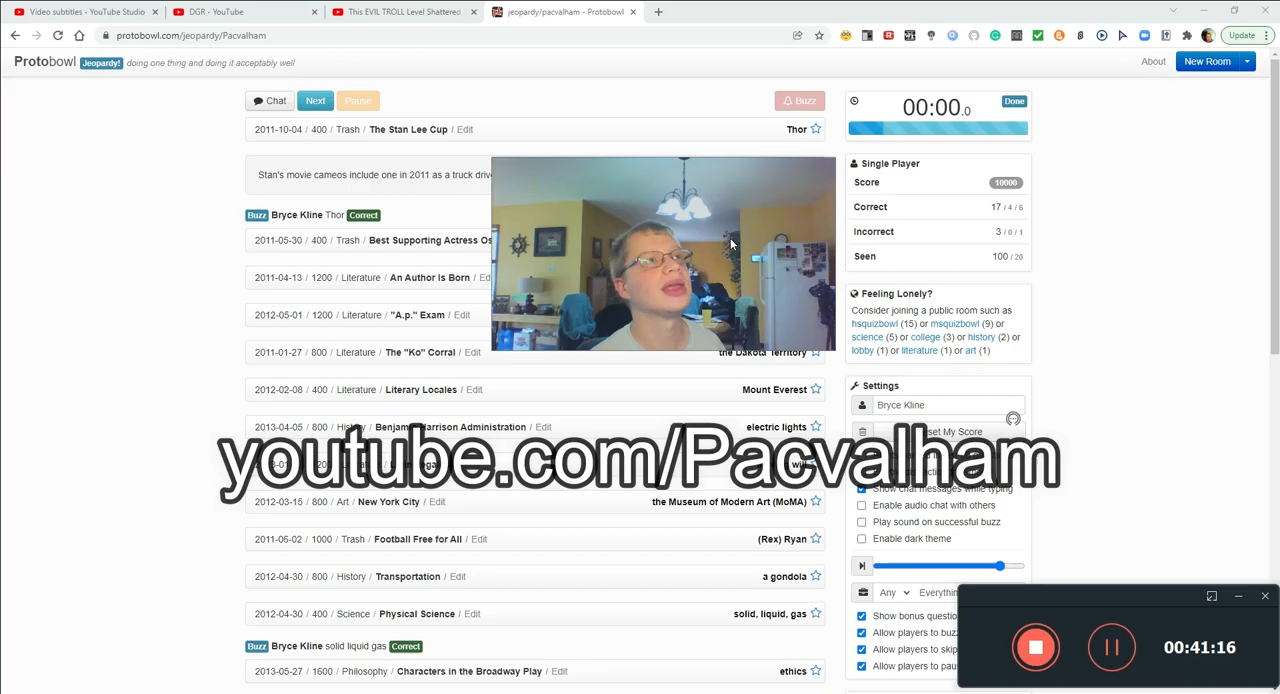 Video subtitles - YouTube Studio
DGR - YouTube
This EVIL TROLL Level Shattered
jeopardy/pacvalham - Protobowl
protobowl.com/jeopardy/Pacvalham
Update
Protobowl Jeopardy! doing one thing and doing it acceptably well
About
New Room
Chat
Next
Pause
Buzz
2011-10-04 / 400 / Trash / The Stan Lee Cup / Edit
Thor
Stan's movie cameos include one in 2011 as a truck
Buzz Bryce Kline Thor Correct
2011-05-30 / 400 / Trash / Best Supporting Actress
2011-04-13 / 1200 / Literature / An Author Is Born /
2012-05-01 / 1200 / Literature / "A.p." Exam / Edit
2011-01-27 / 800 / Literature / The "Ko" Corral / Edit
the Dakota Territory
2012-02-08 / 400 / Literature / Literary Locales / Edit
Mount Everest
2013-04-05 / 800 / History / Benjamin Harrison Administration / Edit
electric lights
youtube.com/Pacvalham
2012-03-15 / 800 / Art / New York City / Edit
the Museum of Modern Art (MoMA)
2011-06-02 / 1000 / Trash / Football Free for All / Edit
(Rex) Ryan
2012-04-30 / 800 / History / Transportation / Edit
a gondola
2012-04-30 / 400 / Science / Physical Science / Edit
solid, liquid, gas
Buzz Bryce Kline solid liquid gas Correct
2013-05-27 / 1600 / Philosophy / Characters in the Broadway Play / Edit
ethics
00:00.0
Done
Single Player
Score 10000
Correct 17 / 4 / 6
Incorrect 3 / 0 / 1
Seen 100 / 20
Feeling Lonely?
Consider joining a public room such as
hsquizbowl (15) or msquizbowl (9) or
science (5) or college (3) or history (2) or
lobby (1) or literature (1) or art (1)
Settings
Bryce Kline
My Score
Show chat messages while typing
Enable audio chat with others
Play sound on successful buzz
Enable dark theme
Any
Show bonus
Allow players to
Allow players to
Allow players to
00:41:16